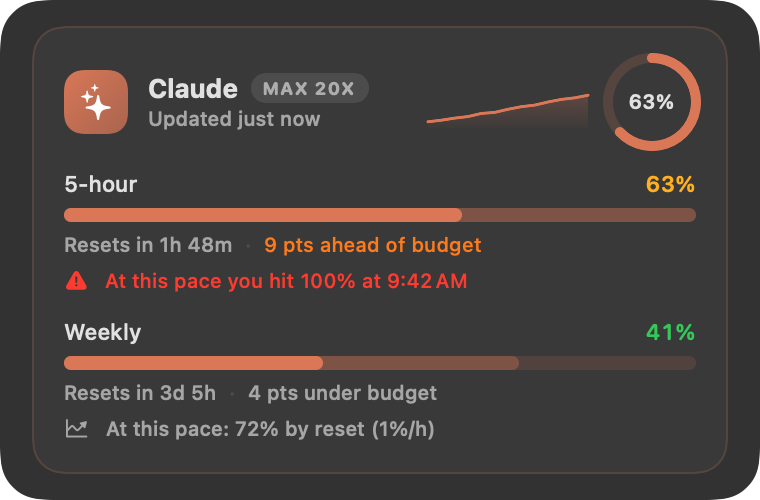 Claude MAX 20X
Updated just now
63%
5-hour 63%
Resets in 1h 48m · 9 pts ahead of budget
At this pace you hit 100% at 9:42 AM
Weekly 41%
Resets in 3d 5h · 4 pts under budget
At this pace: 72% by reset (1%/h)